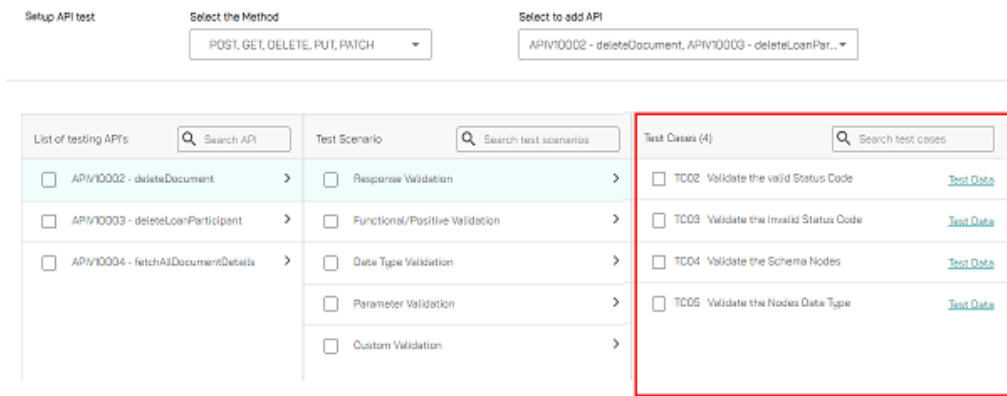 Setup API test
Select the Method
Select to add API
POST, GET, DELETE, PUT, PATCH
APIV10002 - deleteDocument, APIV10003 - deleteLoanPar...
List of testing API's
Search API
Test Scenario
Search test scenarios
Test Cases (4)
Search test cases
APIV10002 - deleteDocument
Response Validation
TC02 Validate the valid Status Code
Test Data
APIV10003 - deleteLoanParticipant
Functional/Positive Validation
TC03 Validate the Invalid Status Code
Test Data
APIV10004 - fetchAllDocumentDetails
Data Type Validation
TC04 Validate the Schema Nodes
Test Data
Parameter Validation
TC05 Validate the Nodes Data Type
Test Data
Custom Validation